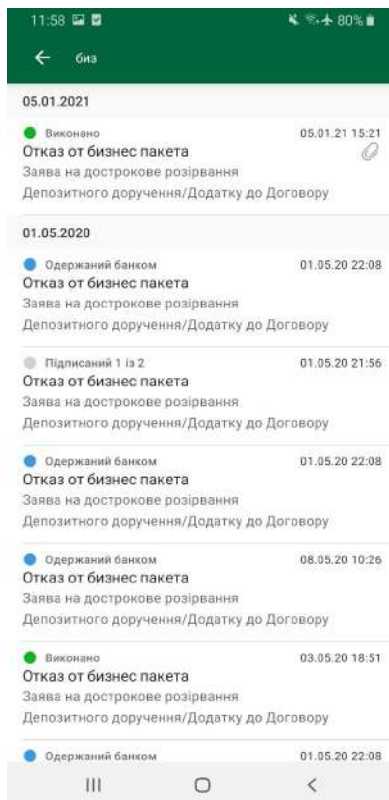 11:58 80%
биз
05.01.2021
Виконано 05.01.21 15:21
Отказ от бизнес пакета
Заява на дострокове розірвання
Депозитного доручення/Додатку до Договору
01.05.2020
Одержаний банком 01.05.20 22:08
Отказ от бизнес пакета
Заява на дострокове розірвання
Депозитного доручення/Додатку до Договору
Підписаний 1 із 2 01.05.20 21:56
Отказ от бизнес пакета
Заява на дострокове розірвання
Депозитного доручення/Додатку до Договору
Одержаний банком 01.05.20 22:08
Отказ от бизнес пакета
Заява на дострокове розірвання
Депозитного доручення/Додатку до Договору
Одержаний банком 08.05.20 10:26
Отказ от бизнес пакета
Заява на дострокове розірвання
Депозитного доручення/Додатку до Договору
Виконано 03.05.20 18:51
Отказ от бизнес пакета
Заява на дострокове розірвання
Депозитного доручення/Додатку до Договору
Одержаний банком 01.05.20 22:08